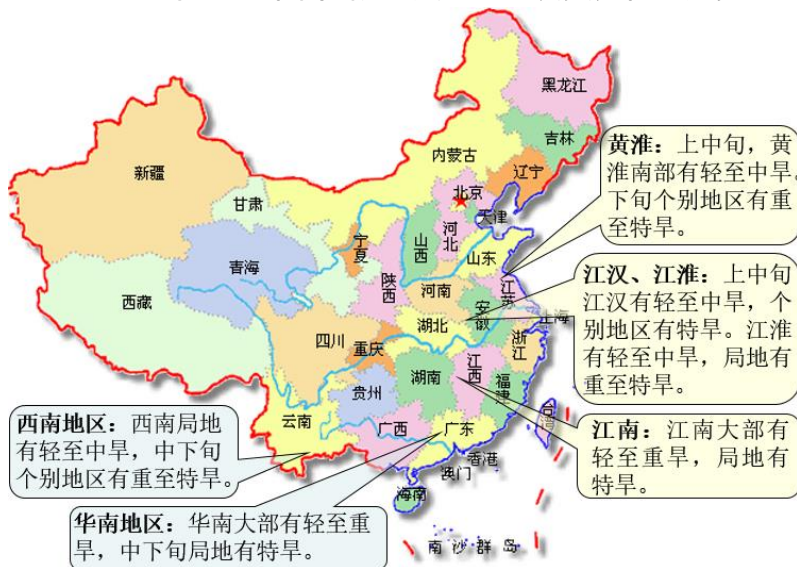 黑龙江
吉林
辽宁
内蒙古
新疆
甘肃
北京
天津
河北
山西
宁夏
青海
山东
陕西
河南
江苏
西藏
安徽
上海
四川
重庆
湖北
浙江
湖南
江西
贵州
福建
云南
广西
广东
台湾
香港
澳门
海南
南沙群岛
黄淮：上中旬，黄
淮南部有轻至中旱。
下旬个别地区有重
至特旱。
江汉、江淮：上中旬
江汉有轻至中旱，个
别地区有特旱。江淮
有轻至中旱，局地有
重至特旱。
江南：江南大部有
轻至重旱，局地有
特旱。
西南地区：西南局地
有轻至中旱，中下旬
个别地区有重至特旱。
华南地区：华南大部有轻至重
旱，中下旬局地有特旱。